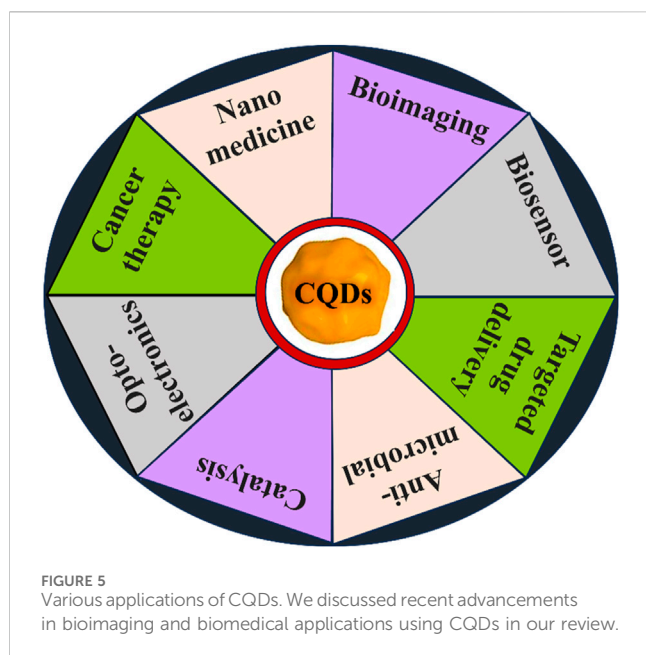 Nano
medicine
Bioimaging
Biosensor
Targeted
drug
delivery
Anti-
microbial
Catalysis
Opto-
electronics
Cancer
therapy
CQDs
FIGURE 5
Various applications of CQDs. We discussed recent advancements
in bioimaging and biomedical applications using CQDs in our review.